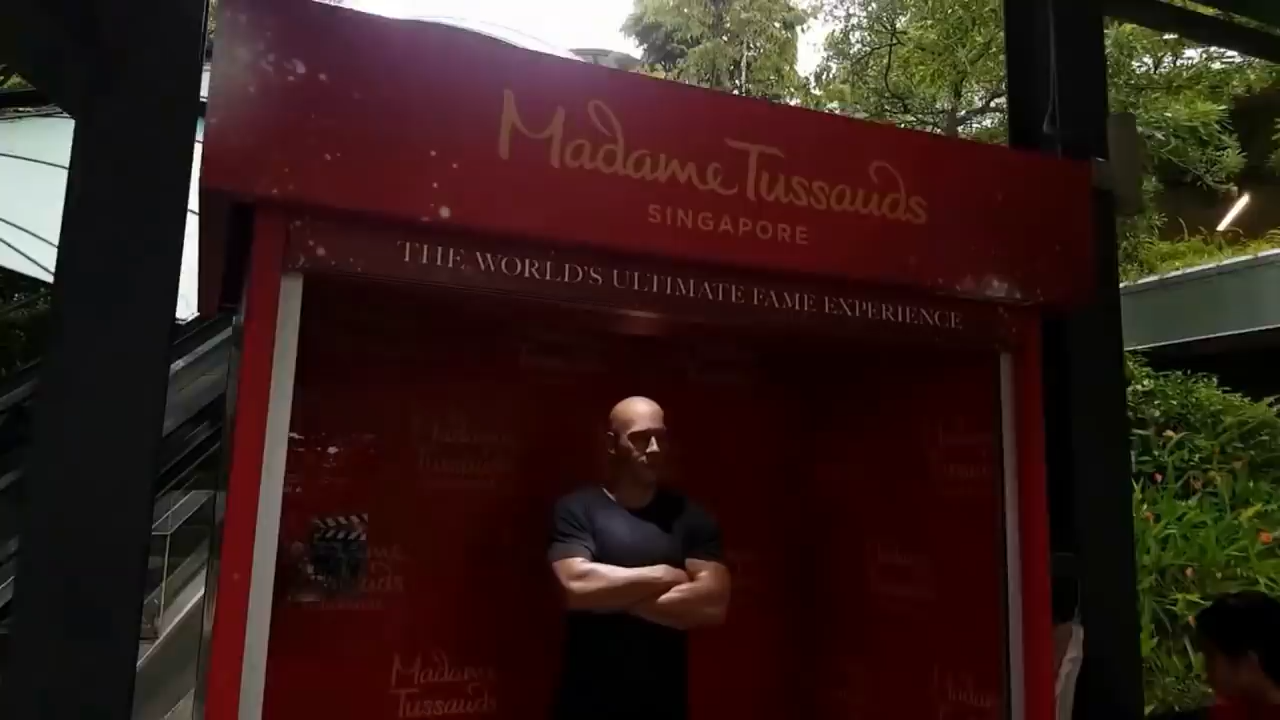 Madame Tussauds
SINGAPORE
THE WORLD'S ULTIMATE FAME EXPERIENCE
Madame
Tussauds